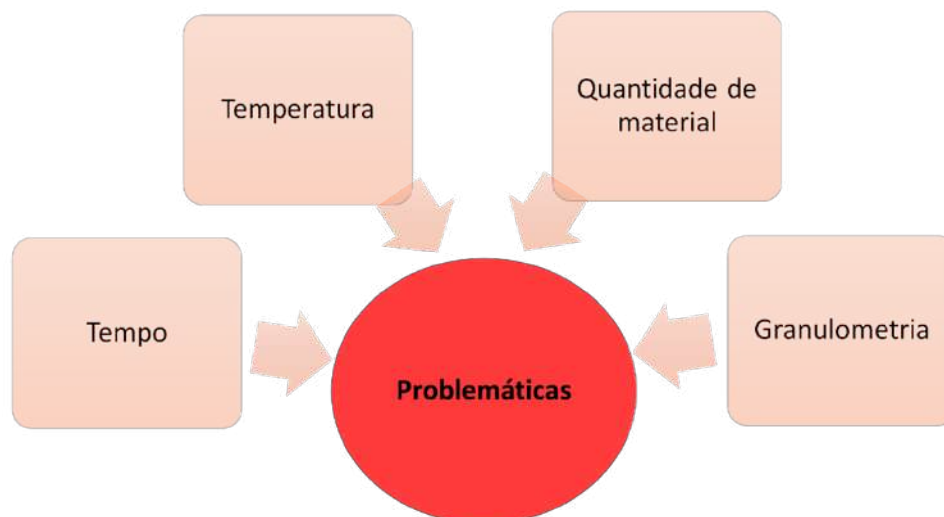 Temperatura
Quantidade de
material
Tempo
Granulometria
Problemáticas